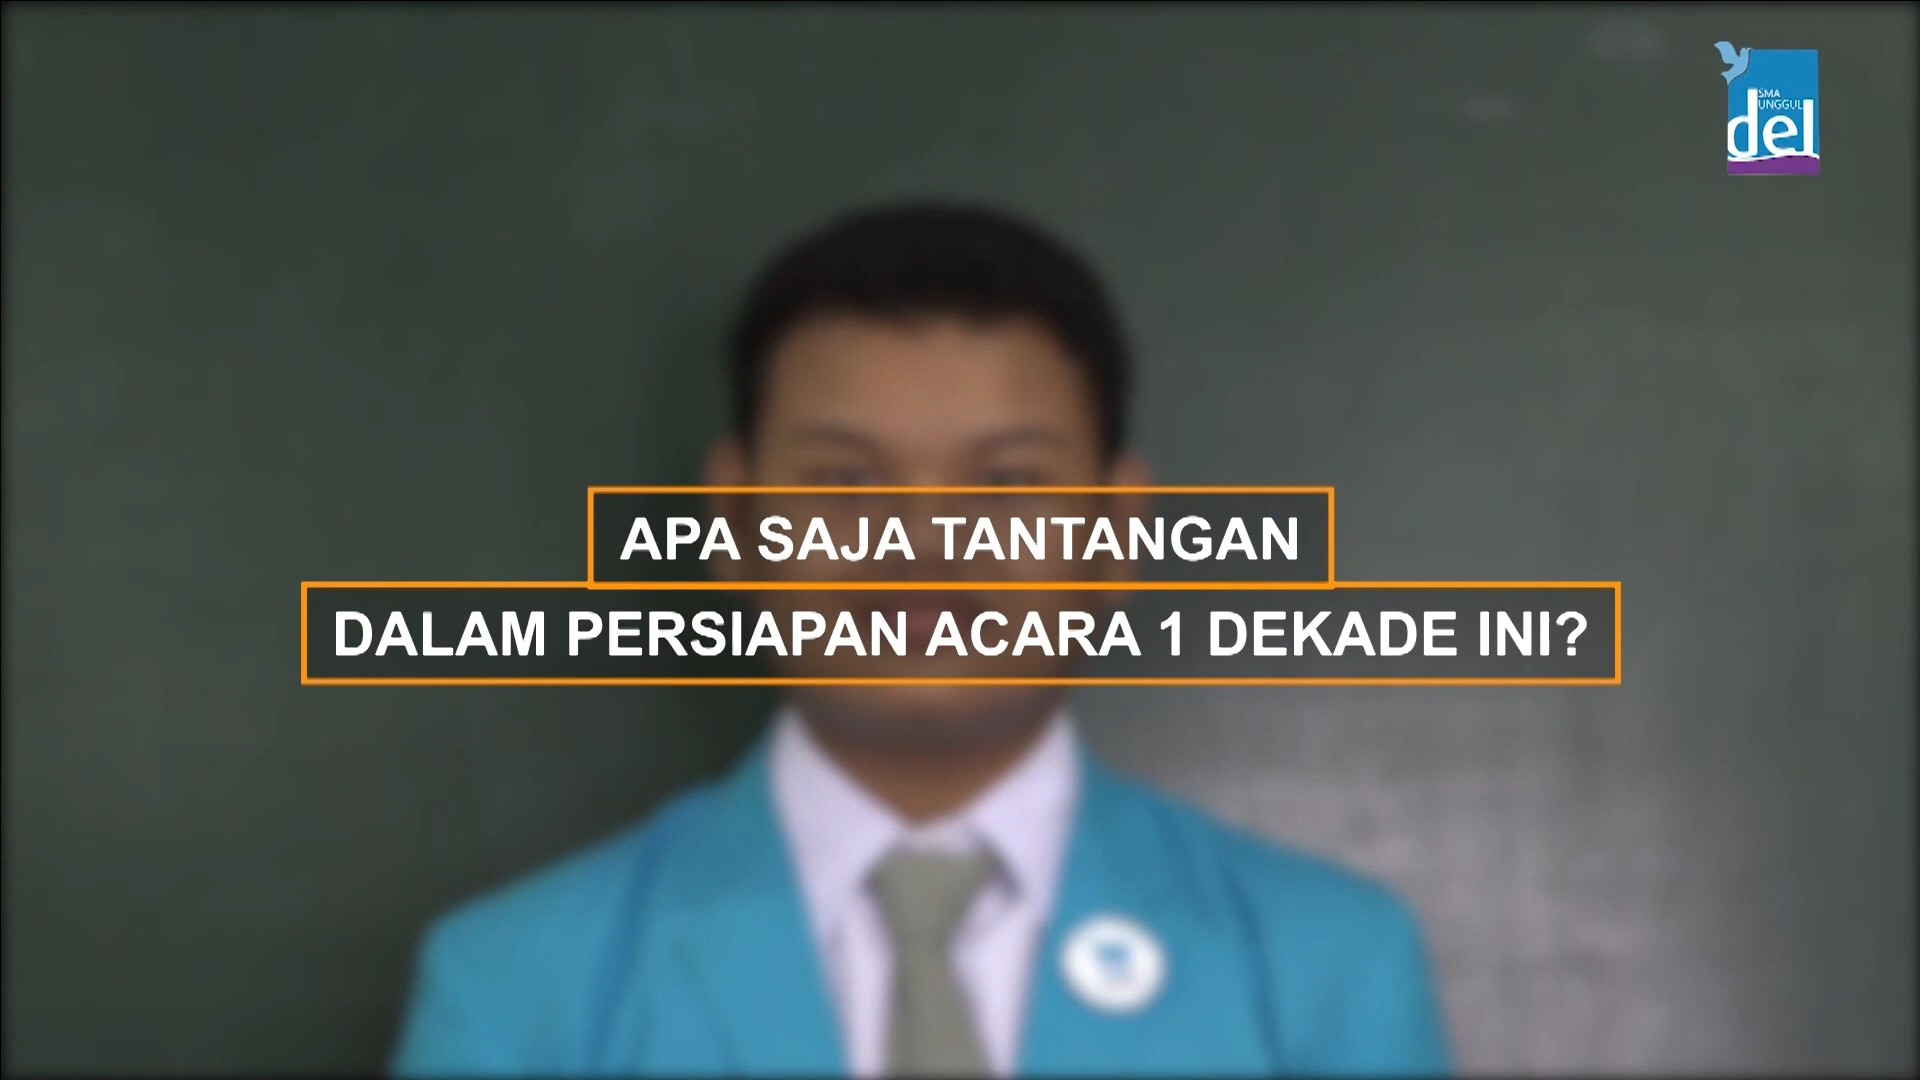 SMA
UNGGUL
del
APA SAJA TANTANGAN
DALAM PERSIAPAN ACARA 1 DEKADE INI?